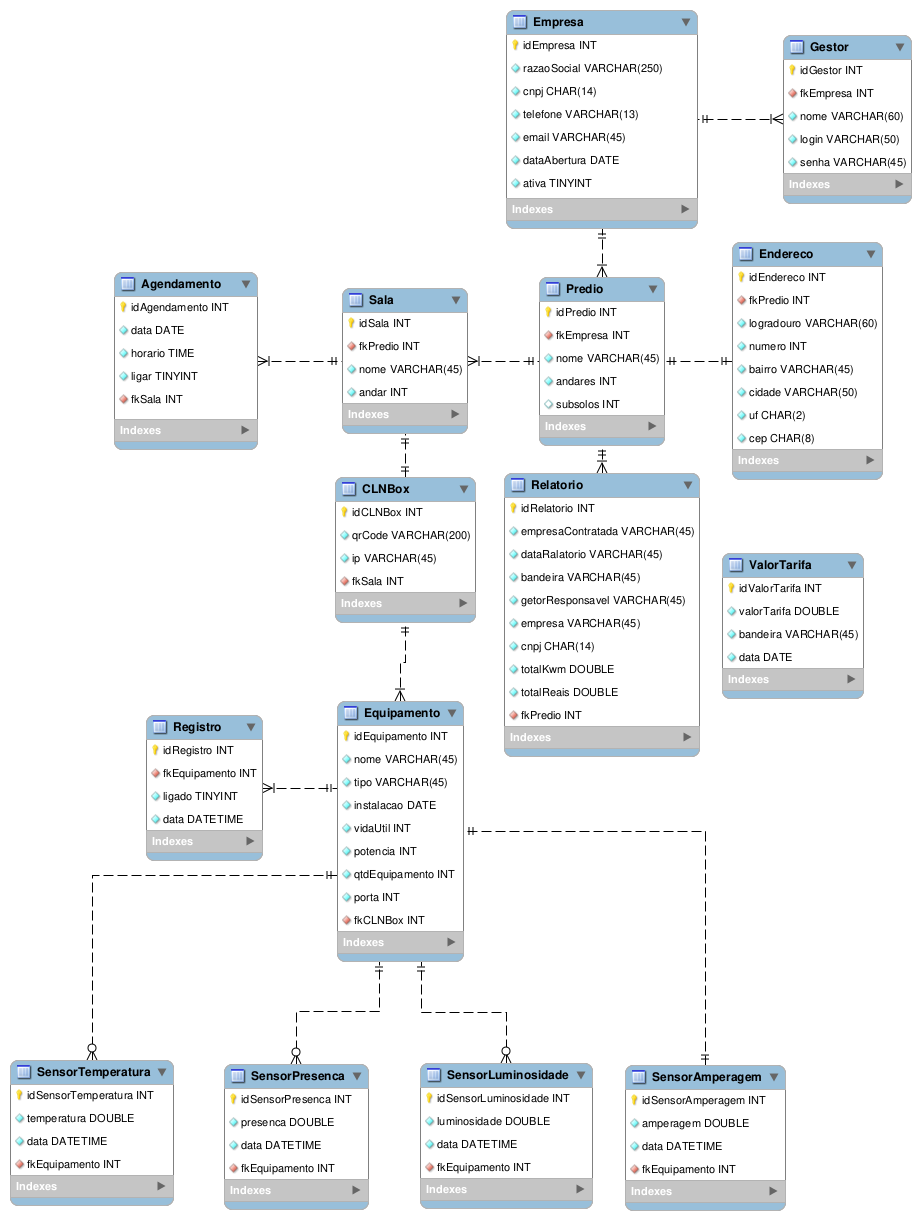 Empresa
idEmpresa INT
razaoSocial VARCHAR(250)
cnpj CHAR(14)
telefone VARCHAR(13)
email VARCHAR(45)
dataAbertura DATE
ativa TINYINT
Indexes
Gestor
idGestor INT
fkEmpresa INT
nome VARCHAR(60)
login VARCHAR(50)
senha VARCHAR(45)
Indexes
Agendamento
idAgendamento INT
data DATE
horario TIME
ligar TINYINT
fkSala INT
Indexes
Sala
idSala INT
fkPredio INT
nome VARCHAR(45)
andar INT
Indexes
Predio
idPredio INT
fkEmpresa INT
nome VARCHAR(45)
andares INT
subsolos INT
Indexes
Endereco
idEndereco INT
fkPredio INT
logradouro VARCHAR(60)
numero INT
bairro VARCHAR(45)
cidade VARCHAR(50)
uf CHAR(2)
cep CHAR(8)
Indexes
CLNBox
idCLNBox INT
qrCode VARCHAR(200)
ip VARCHAR(45)
fkSala INT
Indexes
Relatorio
idRelatorio INT
empresaContratada VARCHAR(45)
dataRalatorio VARCHAR(45)
bandeira VARCHAR(45)
getorResponsavel VARCHAR(45)
empresa VARCHAR(45)
cnpj CHAR(14)
totalKwm DOUBLE
totalReais DOUBLE
fkPredio INT
Indexes
ValorTarifa
idValorTarifa INT
valorTarifa DOUBLE
bandeira VARCHAR(45)
data DATE
Indexes
Registro
idRegistro INT
fkEquipamento INT
ligado TINYINT
data DATETIME
Indexes
Equipamento
idEquipamento INT
nome VARCHAR(45)
tipo VARCHAR(45)
instalacao DATE
vidaUtil INT
potencia INT
qtdEquipamento INT
porta INT
fkCLNBox INT
Indexes
SensorTemperatura
idSensorTemperatura INT
temperatura DOUBLE
data DATETIME
fkEquipamento INT
Indexes
SensorPresenca
idSensorPresenca INT
presenca DOUBLE
data DATETIME
fkEquipamento INT
Indexes
SensorLuminosidade
idSensorLuminosidade INT
luminosidade DOUBLE
data DATETIME
fkEquipamento INT
Indexes
SensorAmperagem
idSensorAmperagem INT
amperagem DOUBLE
data DATETIME
fkEquipamento INT
Indexes